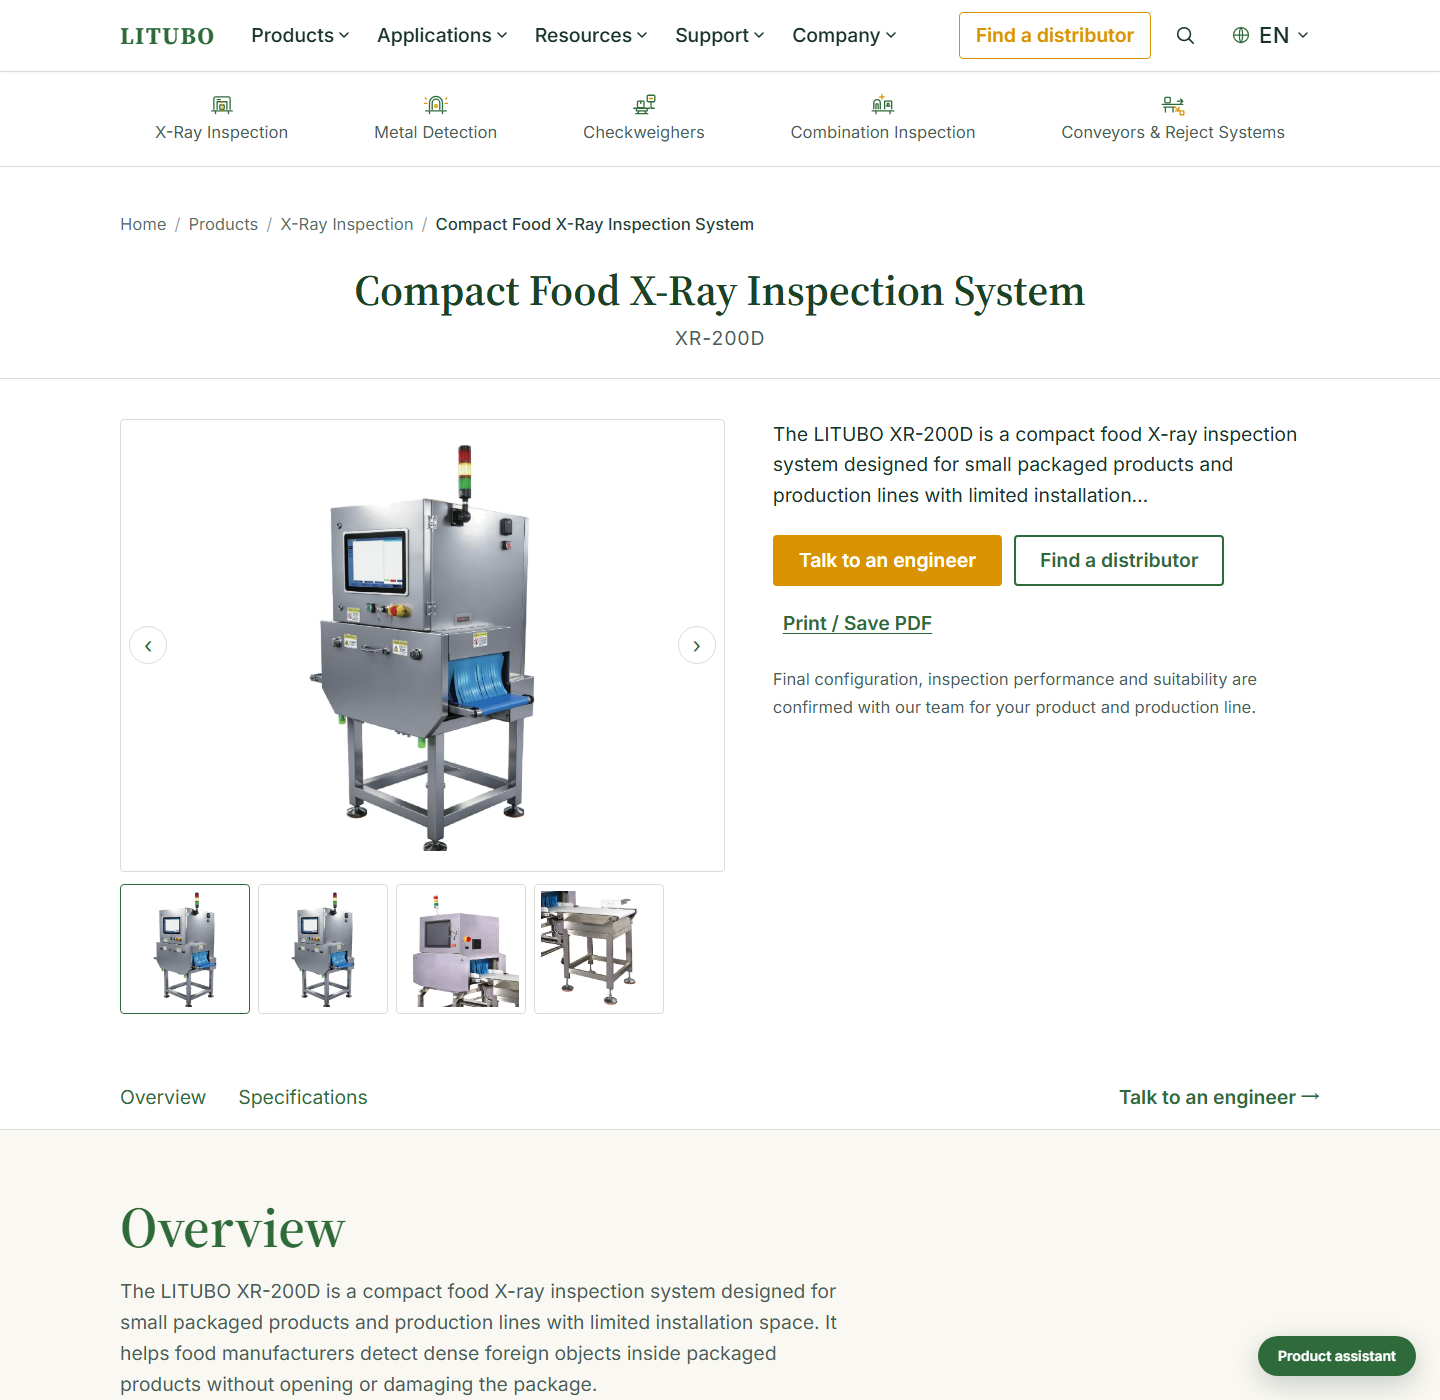 LITUBO Products Applications Resources Support Company Find a distributor EN
X-Ray Inspection Metal Detection Checkweighers Combination Inspection Conveyors & Reject Systems
Home / Products / X-Ray Inspection / Compact Food X-Ray Inspection System
Compact Food X-Ray Inspection System
XR-200D
The LITUBO XR-200D is a compact food X-ray inspection
system designed for small packaged products and
production lines with limited installation...
Talk to an engineer Find a distributor
Print / Save PDF
Final configuration, inspection performance and suitability are
confirmed with our team for your product and production line.
Overview Specifications Talk to an engineer →
Overview
The LITUBO XR-200D is a compact food X-ray inspection system designed for
small packaged products and production lines with limited installation space. It
helps food manufacturers detect dense foreign objects inside packaged
products without opening or damaging the package.
Product assistant